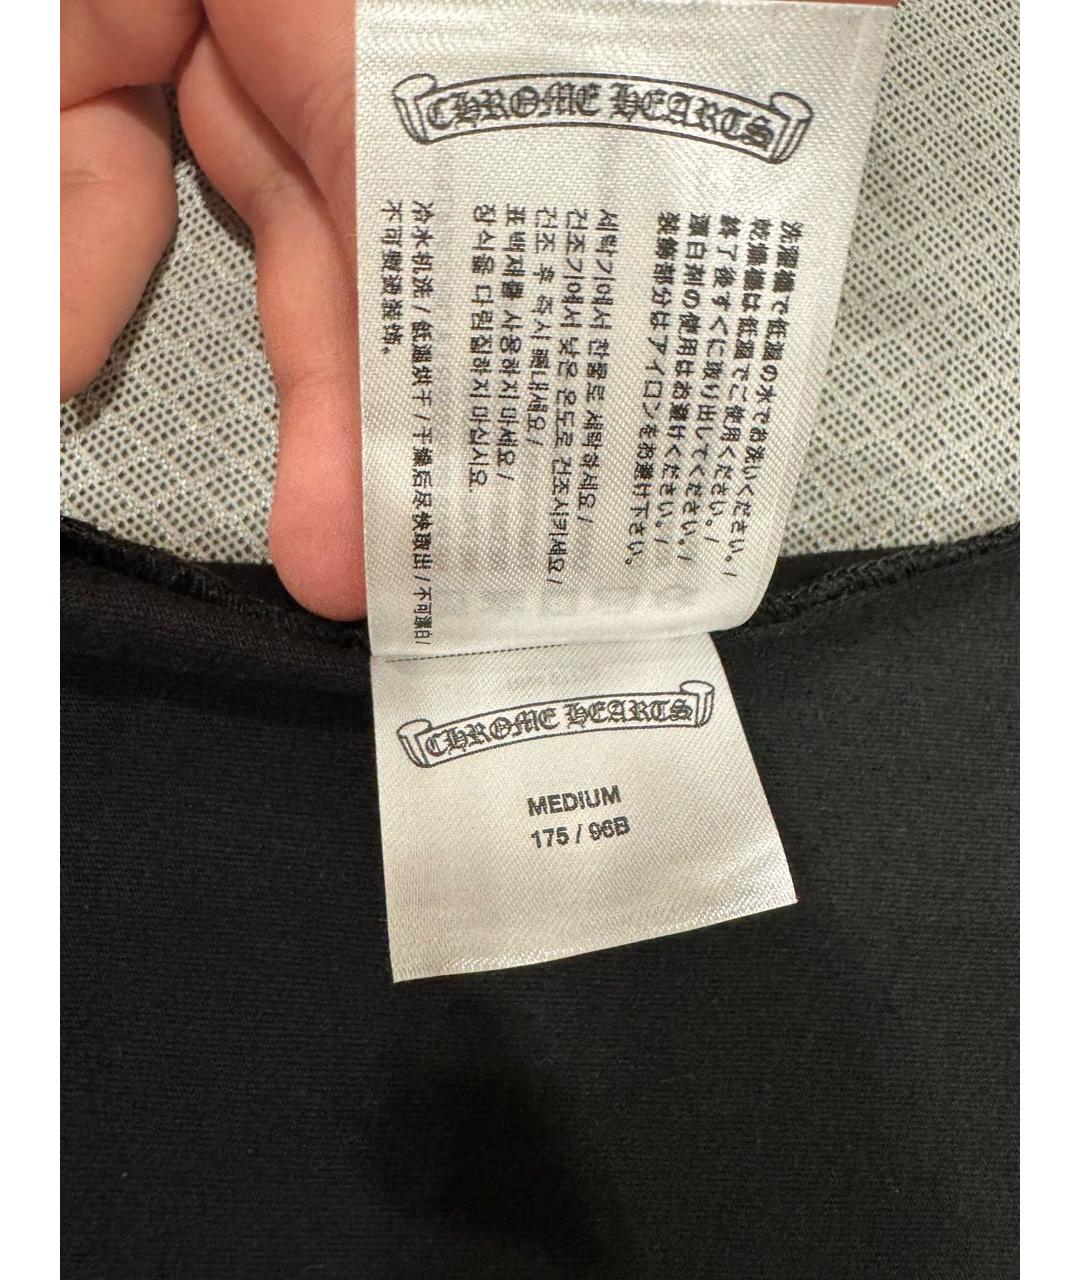 CHROME HEARTS
洗濯機で低温の水でお洗いください。/
乾燥機は低温でご使用ください。/
終了後すぐに取り出してください。/
漂白剤の使用はお避けください。/
装飾部分はアイロンをお避け下さい。
세탁기에서 찬물로 세탁하세요 /
건조기에서 낮은 온도로 건조시키세요 /
건조 후 즉시 빼내세요 /
표백제를 사용하지 마세요 /
장식을 다림질하지 마십시요.
冷水机洗 / 低温烘干 / 干燥后尽快取出 / 不可漂白/
不可熨烫装饰。
CHROME HEARTS
MEDIUM
175 / 96B